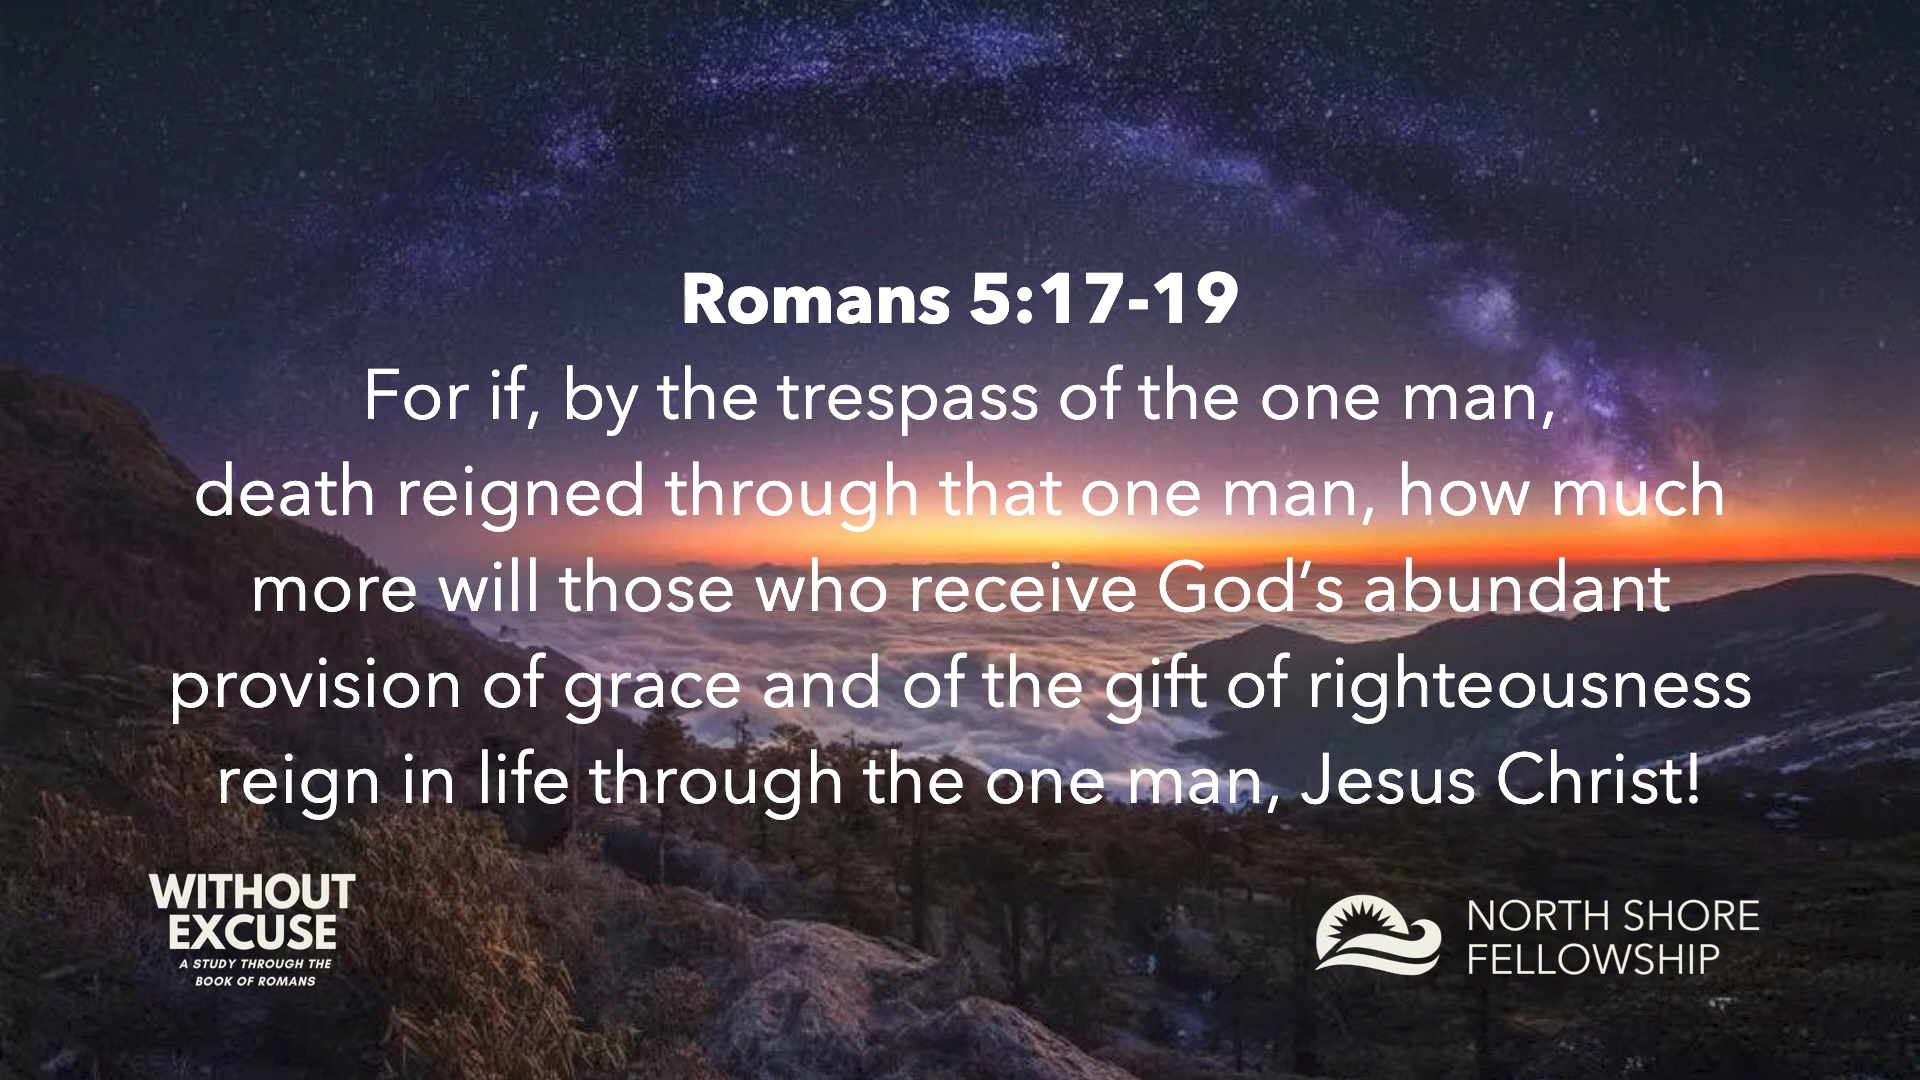 Romans 5:17-19
For if, by the trespass of the one man,
death reigned through that one man, how much
more will those who receive God’s abundant
provision of grace and of the gift of righteousness
reign in life through the one man, Jesus Christ!
WITHOUT
EXCUSE
A STUDY THROUGH THE
BOOK OF ROMANS
NORTH SHORE
FELLOWSHIP